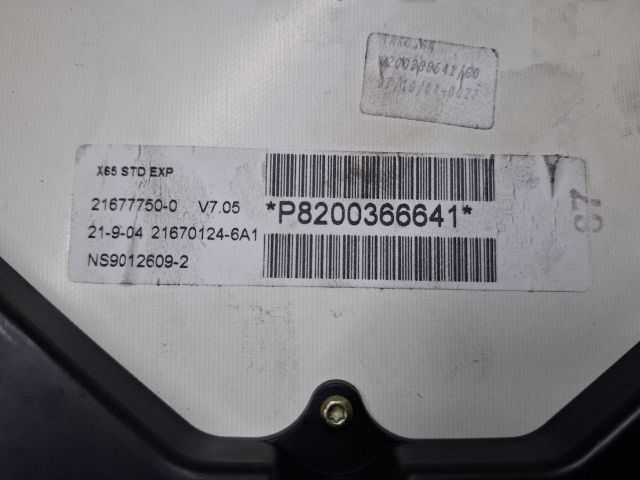 X65 STD EXP
21677750-0 V7.05
*P8200366641*
21-9-04 21670124-6A1
NS9012609-2